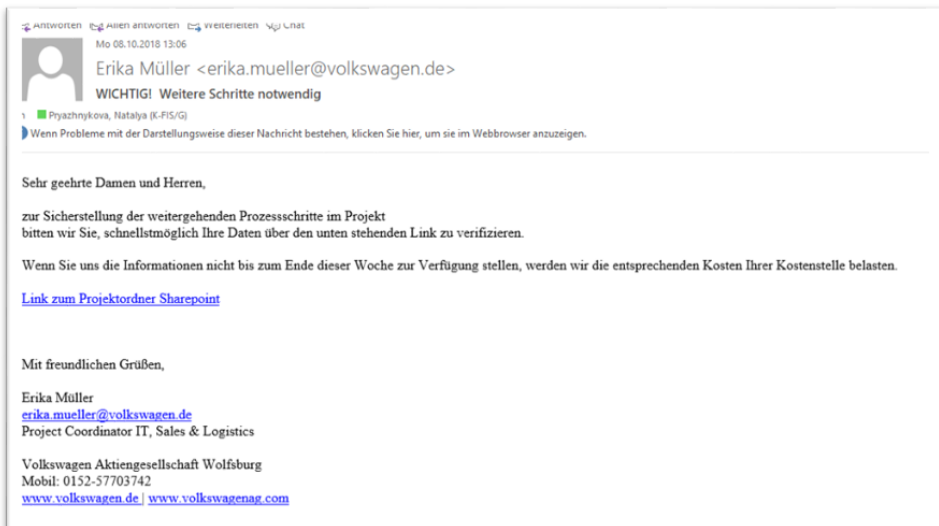 Antworten Allen antworten Weiterleiten Chat
Mo 08.10.2018 13:06
Erika Müller <erika.mueller@volkswagen.de>
WICHTIG! Weitere Schritte notwendig
Pryazhnykova, Natalya (K-FIS/G)
Wenn Probleme mit der Darstellungsweise dieser Nachricht bestehen, klicken Sie hier, um sie im Webbrowser anzuzeigen.
Sehr geehrte Damen und Herren,
zur Sicherstellung der weitergehenden Prozessschritte im Projekt
bitten wir Sie, schnellstmöglich Ihre Daten über den unten stehenden Link zu verifizieren.
Wenn Sie uns die Informationen nicht bis zum Ende dieser Woche zur Verfügung stellen, werden wir die entsprechenden Kosten Ihrer Kostenstelle belasten.
Link zum Projektordner Sharepoint
Mit freundlichen Grüßen,
Erika Müller
erika.mueller@volkswagen.de
Project Coordinator IT, Sales & Logistics
Volkswagen Aktiengesellschaft Wolfsburg
Mobil: 0152-57703742
www.volkswagen.de | www.volkswagenag.com